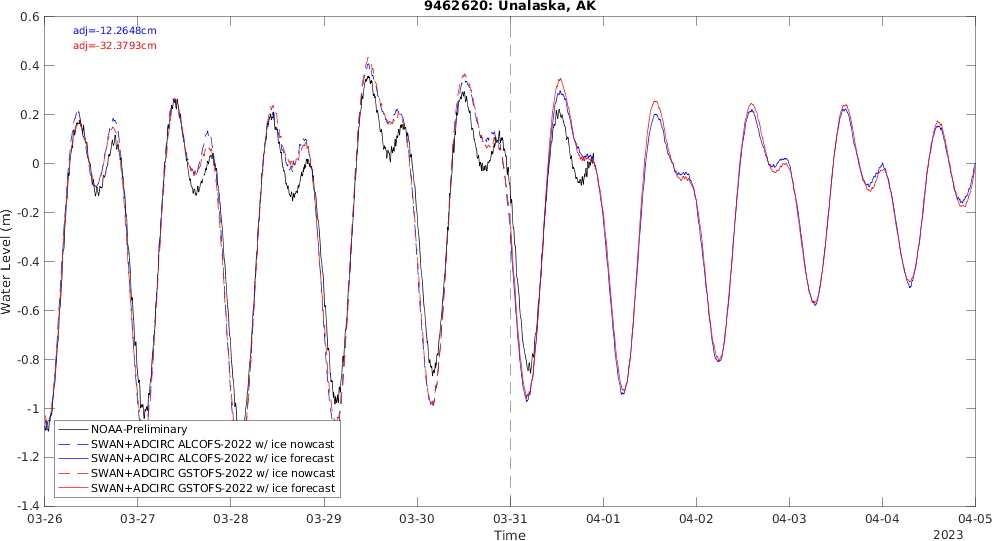 9462620: Unalaska, AK
adj=-12.2648cm
adj=-32.3793cm
0.6
0.4
0.2
0
-0.2
-0.4
-0.6
-0.8
-1
-1.2
-1.4
Water Level (m)
NOAA-Preliminary
SWAN+ADCIRC ALCOFS-2022 w/ ice nowcast
SWAN+ADCIRC ALCOFS-2022 w/ ice forecast
SWAN+ADCIRC GSTOFS-2022 w/ ice nowcast
SWAN+ADCIRC GSTOFS-2022 w/ ice forecast
03-26 03-27 03-28 03-29 03-30 03-31 04-01 04-02 04-03 04-04 04-05
Time
2023